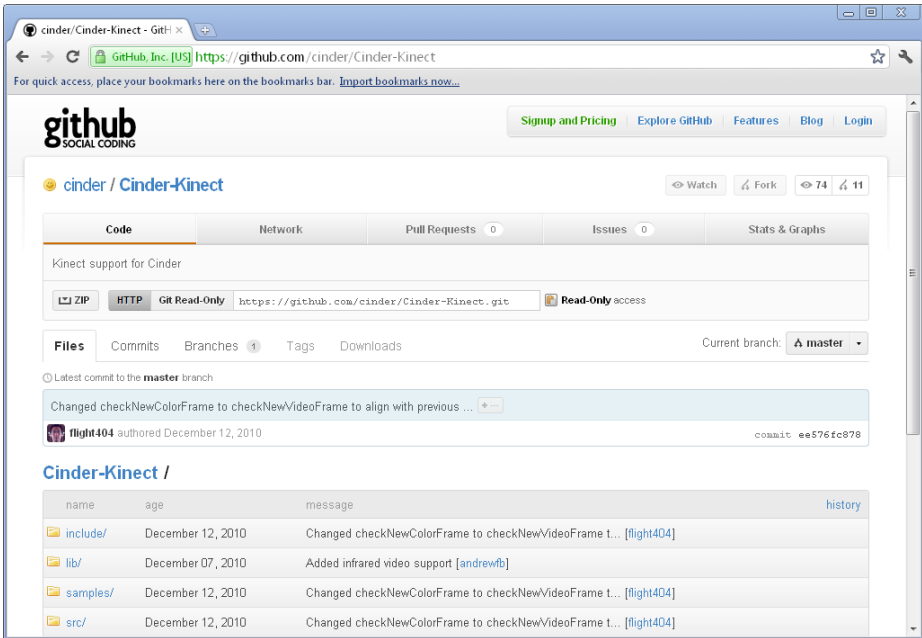 cinder/Cinder-Kinect - GitH
GitHub, Inc. [US] https://github.com/cinder/Cinder-Kinect
For quick access, place your bookmarks here on the bookmarks bar. Import bookmarks now...
github
SOCIAL CODING
Signup and Pricing Explore GitHub Features Blog Login
cinder / Cinder-Kinect
Watch Fork 74 11
Code Network Pull Requests 0 Issues 0 Stats & Graphs
Kinect support for Cinder
ZIP HTTP Git Read-Only https://github.com/cinder/Cinder-Kinect.git Read-Only access
Files Commits Branches 1 Tags Downloads Current branch: master
Latest commit to the master branch
Changed checkNewColorFrame to checkNewVideoFrame to align with previous ...
flight404 authored December 12, 2010 commit ee576fc878
Cinder-Kinect /
name age message history
include/ December 12, 2010 Changed checkNewColorFrame to checkNewVideoFrame t... [flight404]
lib/ December 07, 2010 Added infrared video support [andrewfb]
samples/ December 12, 2010 Changed checkNewColorFrame to checkNewVideoFrame t... [flight404]
src/ December 12, 2010 Changed checkNewColorFrame to checkNewVideoFrame t... [flight404]